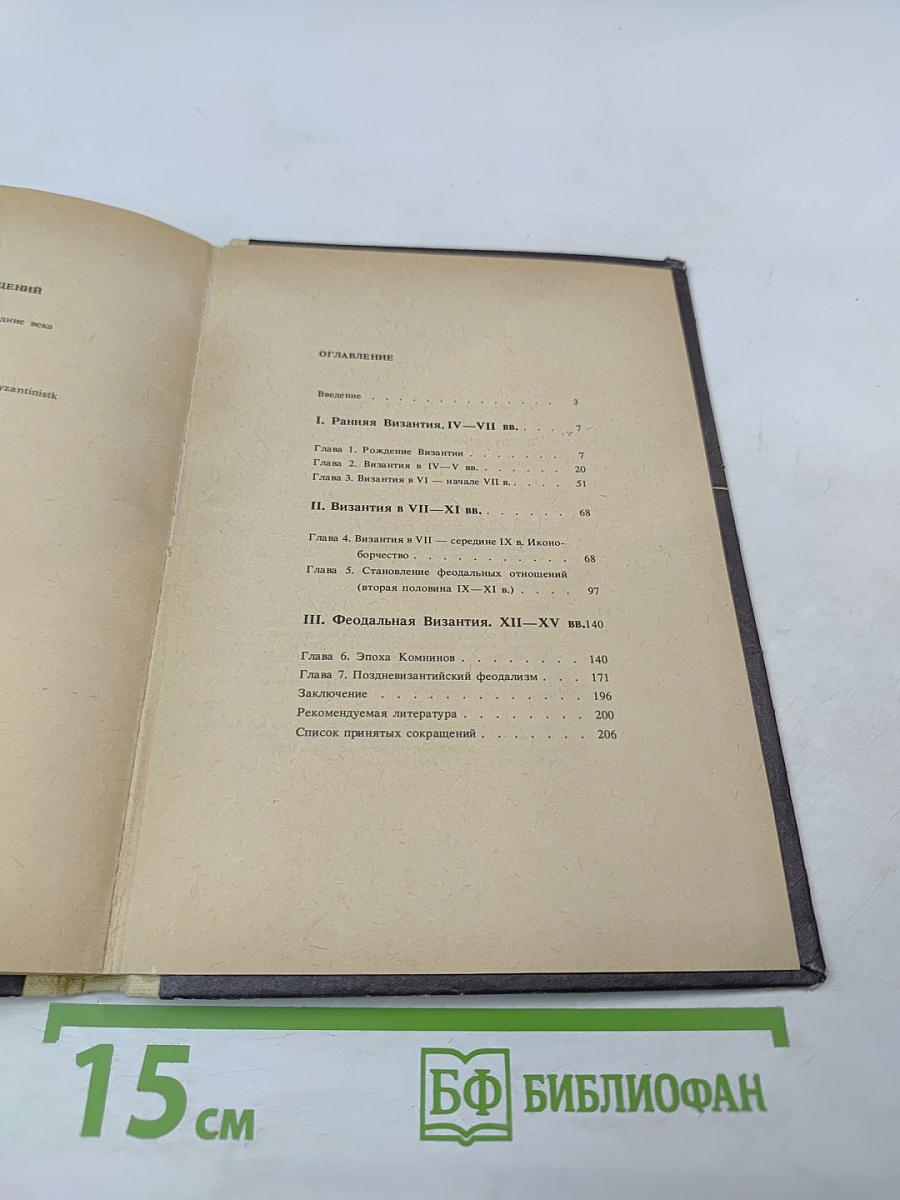 ЩЕНИЙ
дние века
yzantinistk
ОГЛАВЛЕНИЕ
Введение . . . . . . . . . . . . . . 3
I. Ранняя Византия. IV—VII вв. . . . . 7
Глава 1. Рождение Византии . . . . . . . 7
Глава 2. Византия в IV—V вв. . . . . . . 20
Глава 3. Византия в VI — начале VII в. . . . . 51
II. Византия в VII—XI вв. . . . . . . 68
Глава 4. Византия в VII — середине IX в. Иконо-
борчество . . . . . . . . . . . 68
Глава 5. Становление феодальных отношений
(вторая половина IX—XI в.) . . . . 97
III. Феодальная Византия. XII—XV вв. 140
Глава 6. Эпоха Комнинов . . . . . . . . 140
Глава 7. Поздневизантийский феодализм . . . 171
Заключение . . . . . . . . . . . . . 196
Рекомендуемая литература . . . . . . . . 200
Список принятых сокращений . . . . . . . 206
15 см
БФ БИБЛИОФАН